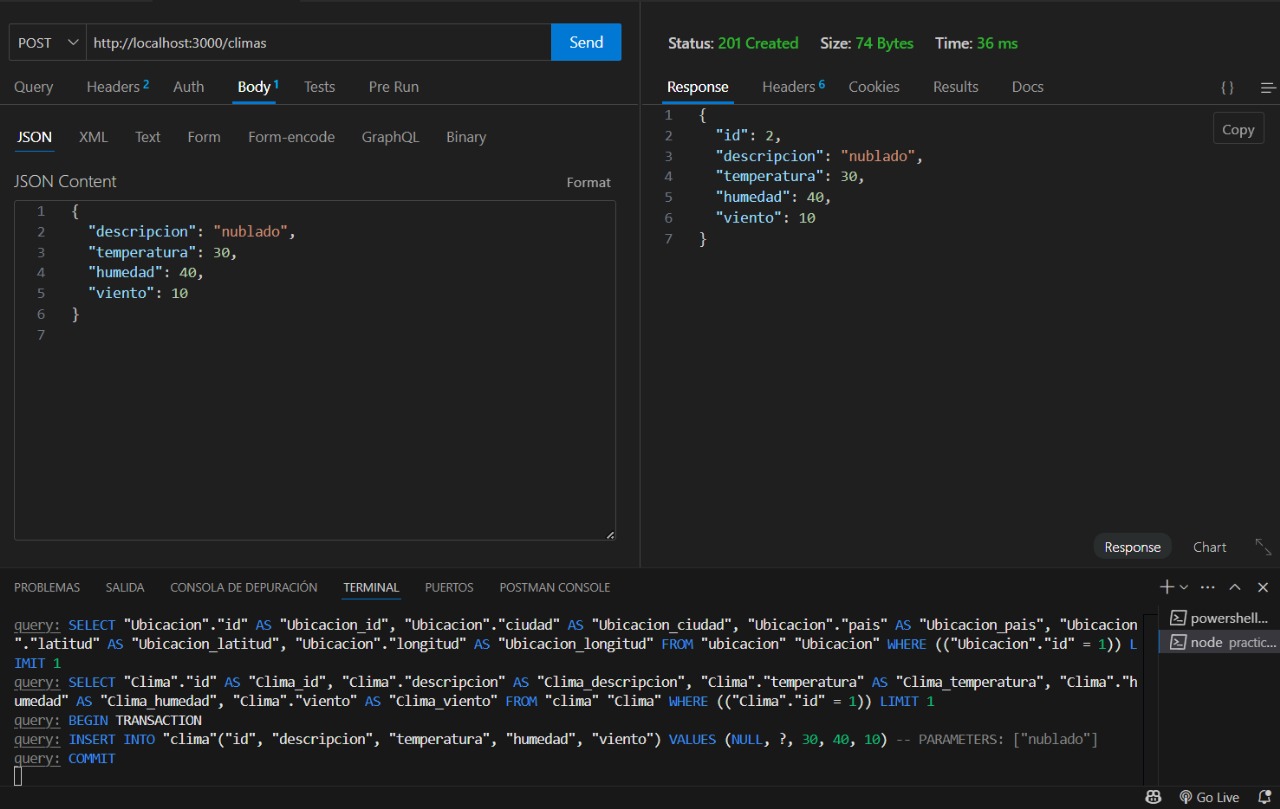 POST http://localhost:3000/climas Send
Query Headers 2 Auth Body 1 Tests Pre Run
JSON XML Text Form Form-encode GraphQL Binary
JSON Content Format
1 {
2 "descripcion": "nublado",
3 "temperatura": 30,
4 "humedad": 40,
5 "viento": 10
6 }
7
Status: 201 Created Size: 74 Bytes Time: 36 ms
Response Headers 6 Cookies Results Docs { }
Copy
1 {
2 "id": 2,
3 "descripcion": "nublado",
4 "temperatura": 30,
5 "humedad": 40,
6 "viento": 10
7 }
Response Chart
PROBLEMAS SALIDA CONSOLA DE DEPURACIÓN TERMINAL PUERTOS POSTMAN CONSOLE
query: SELECT "Ubicacion"."id" AS "Ubicacion_id", "Ubicacion"."ciudad" AS "Ubicacion_ciudad", "Ubicacion"."pais" AS "Ubicacion_pais", "Ubicacion
"."latitud" AS "Ubicacion_latitud", "Ubicacion"."longitud" AS "Ubicacion_longitud" FROM "ubicacion" "Ubicacion" WHERE (("Ubicacion"."id" = 1)) L
IMIT 1
query: SELECT "Clima"."id" AS "Clima_id", "Clima"."descripcion" AS "Clima_descripcion", "Clima"."temperatura" AS "Clima_temperatura", "Clima"."h
umedad" AS "Clima_humedad", "Clima"."viento" AS "Clima_viento" FROM "clima" "Clima" WHERE (("Clima"."id" = 1)) LIMIT 1
query: BEGIN TRANSACTION
query: INSERT INTO "clima"("id", "descripcion", "temperatura", "humedad", "viento") VALUES (NULL, ?, 30, 40, 10) -- PARAMETERS: ["nublado"]
query: COMMIT
powershell...
node practic...
Go Live